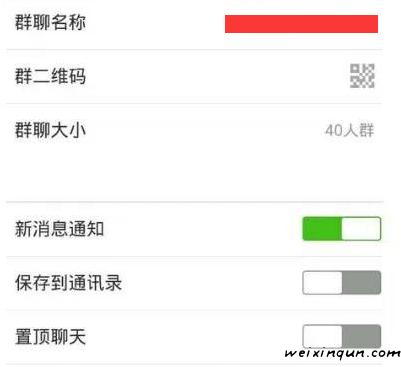 群聊名称
群二维码
群聊大小 40人群
新消息通知
保存到通讯录
置顶聊天
weixinqun.com